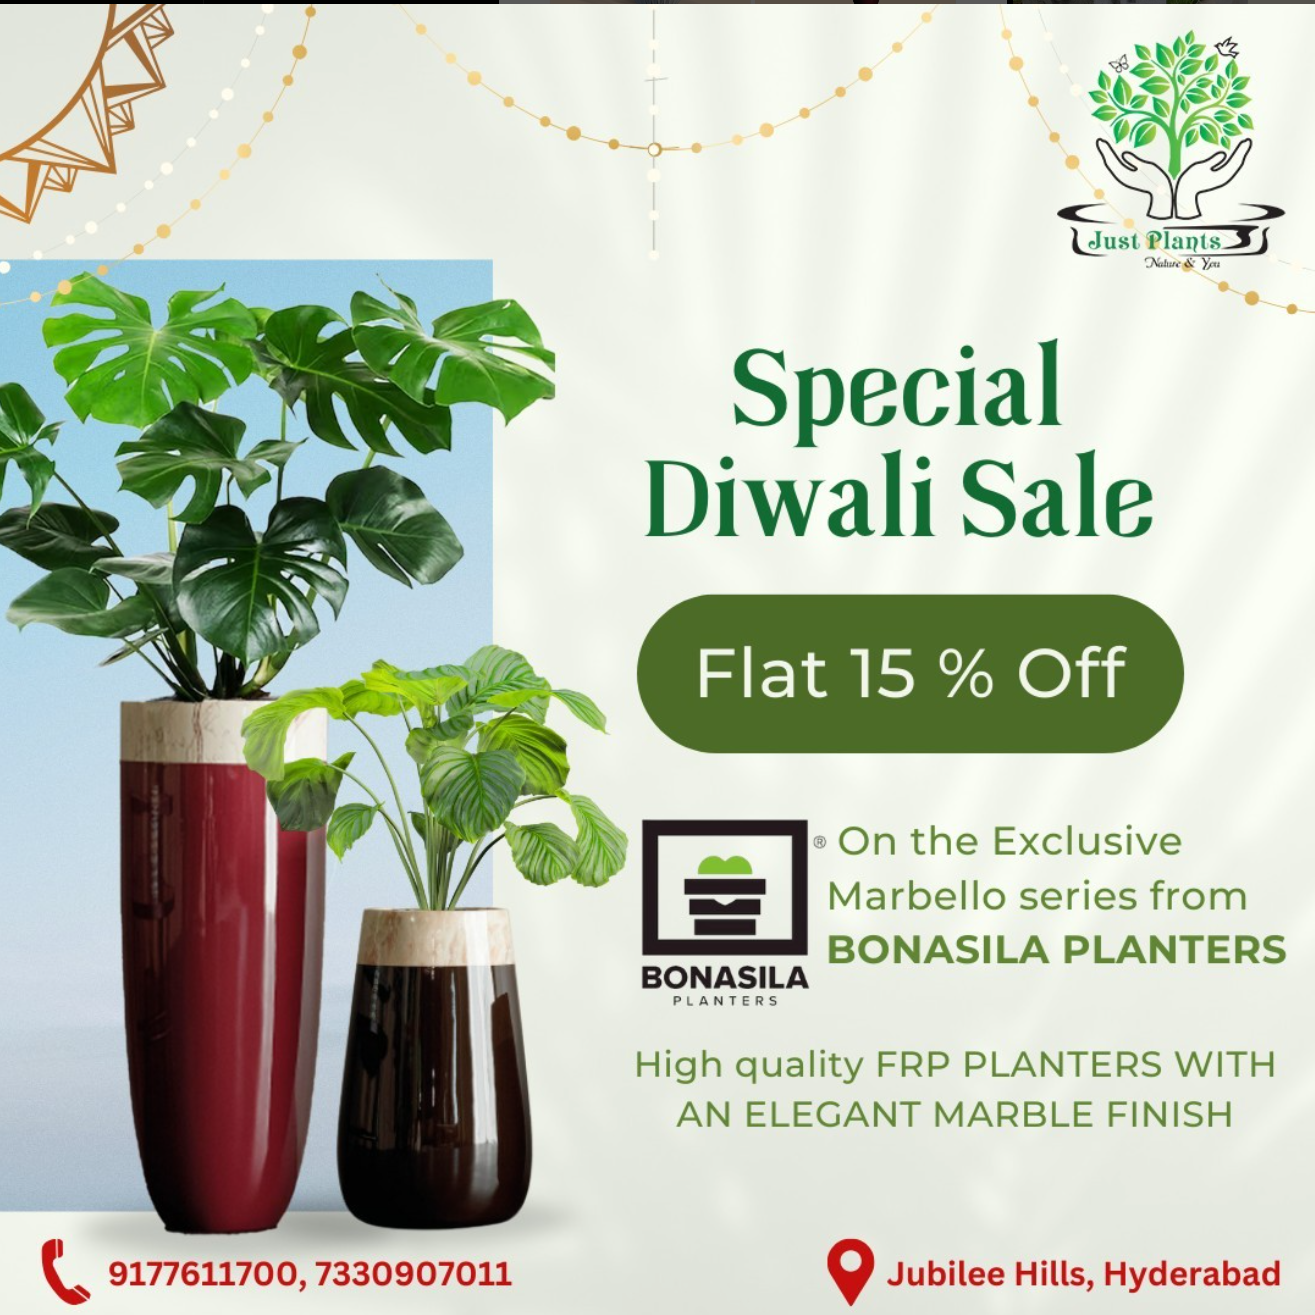 Just Plants
Nature & You
Special
Diwali Sale
Flat 15 % Off
® On the Exclusive
Marbello series from
BONASILA PLANTERS
BONASILA
PLANTERS
High quality FRP PLANTERS WITH
AN ELEGANT MARBLE FINISH
9177611700, 7330907011
Jubilee Hills, Hyderabad